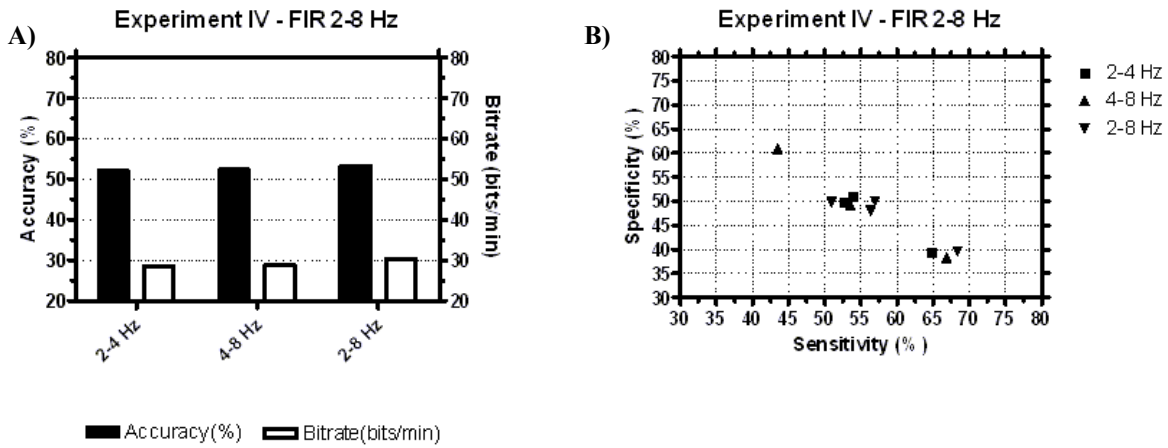 A)
Experiment IV - FIR 2-8 Hz
Accuracy (%)
80
70
60
50
40
30
20
80
70
60
50
40
30
20
Bitrate (bits/min)
2-4 Hz
4-8 Hz
2-8 Hz
Accuracy(%)
Bitrate(bits/min)
B)
Experiment IV - FIR 2-8 Hz
Specificity (%)
80
75
70
65
60
55
50
45
40
35
30
30 35 40 45 50 55 60 65 70 75 80
Sensitivity (%)
2-4 Hz
4-8 Hz
2-8 Hz